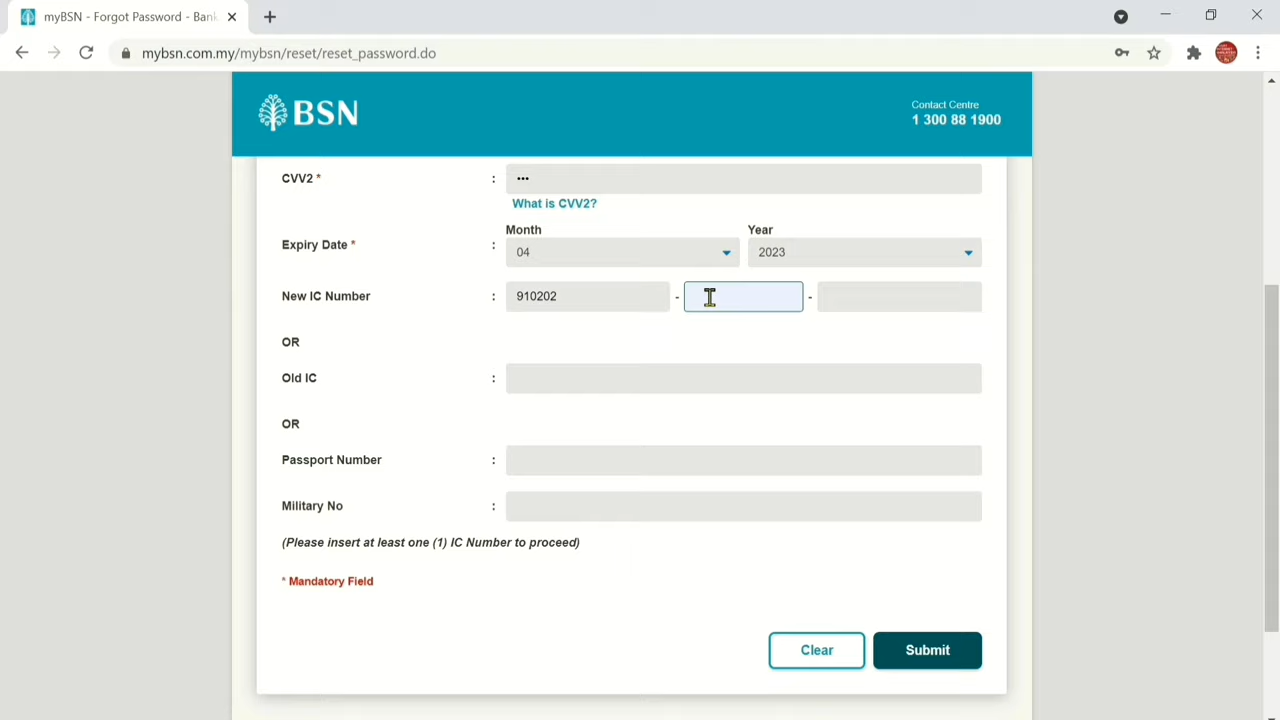 myBSN - Forgot Password - Bank
mybsn.com.my/mybsn/reset/reset_password.do
BSN
Contact Centre
1 300 88 1900
CVV2 * : •••
What is CVV2?
Month Year
Expiry Date * : 04 2023
New IC Number : 910202 - -
OR
Old IC :
OR
Passport Number :
Military No :
(Please insert at least one (1) IC Number to proceed)
* Mandatory Field
Clear Submit